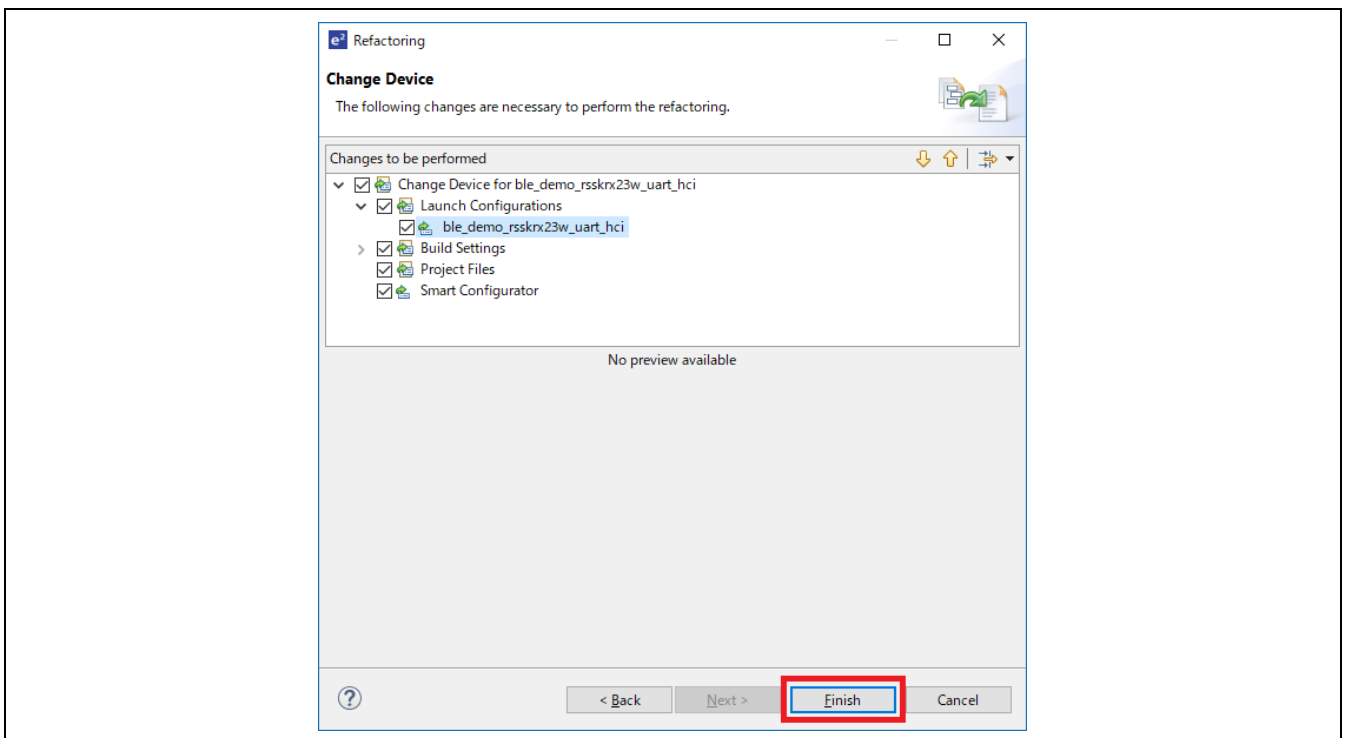 e² Refactoring
Change Device
The following changes are necessary to perform the refactoring.
Changes to be performed
Change Device for ble_demo_rsskrx23w_uart_hci
Launch Configurations
ble_demo_rsskrx23w_uart_hci
Build Settings
Project Files
Smart Configurator
No preview available
? < Back Next > Finish Cancel